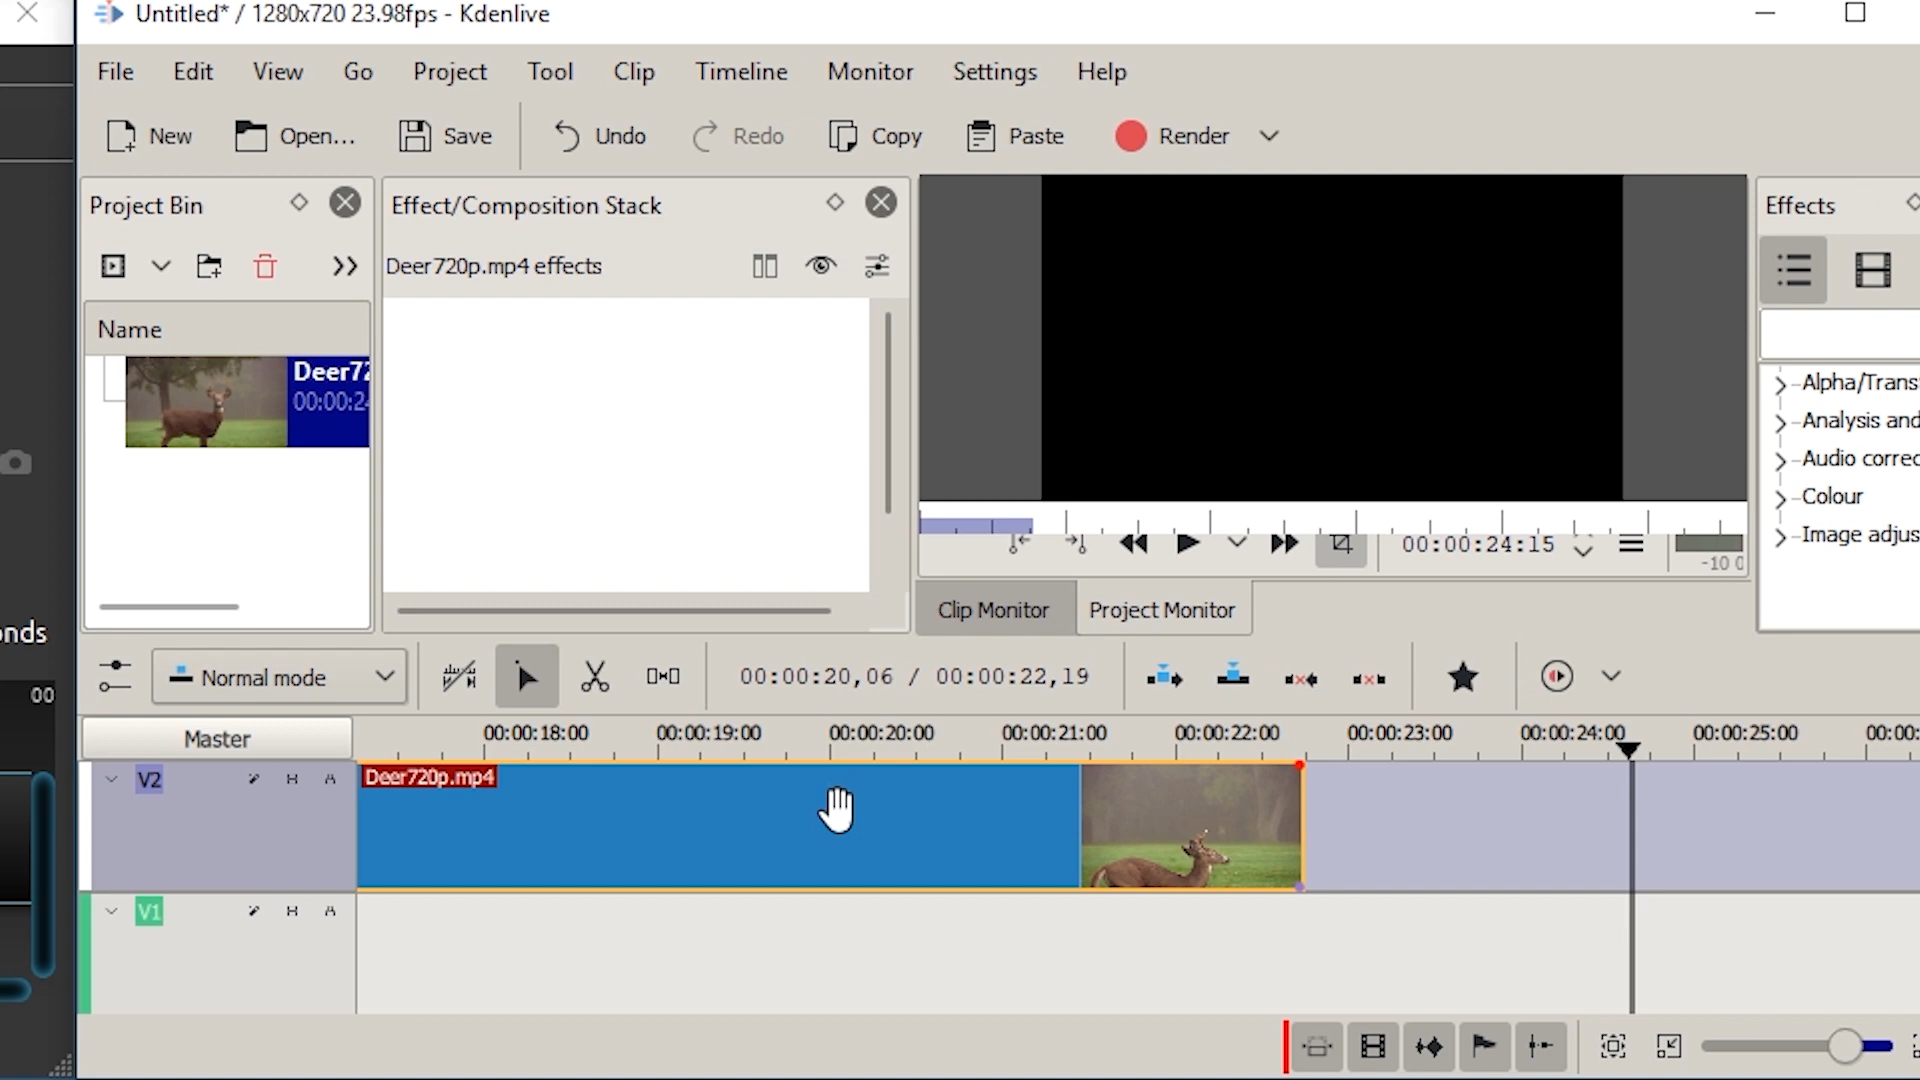 Untitled* / 1280x720 23.98fps - Kdenlive
File Edit View Go Project Tool Clip Timeline Monitor Settings Help
New Open... Save Undo Redo Copy Paste Render
Project Bin
Effect/Composition Stack
Effects
Deer720p.mp4 effects
Name
Deer72
00:00:24
Alpha/Trans
Analysis and
Audio correc
Colour
Image adjus
00:00:24:15
-10 0
Clip Monitor Project Monitor
onds
Normal mode
00:00:20,06 / 00:00:22,19
00
Master
00:00:18:00 00:00:19:00 00:00:20:00 00:00:21:00 00:00:22:00 00:00:23:00 00:00:24:00 00:00:25:00 00:00:
V2
H A
Deer720p.mp4
V1
H A